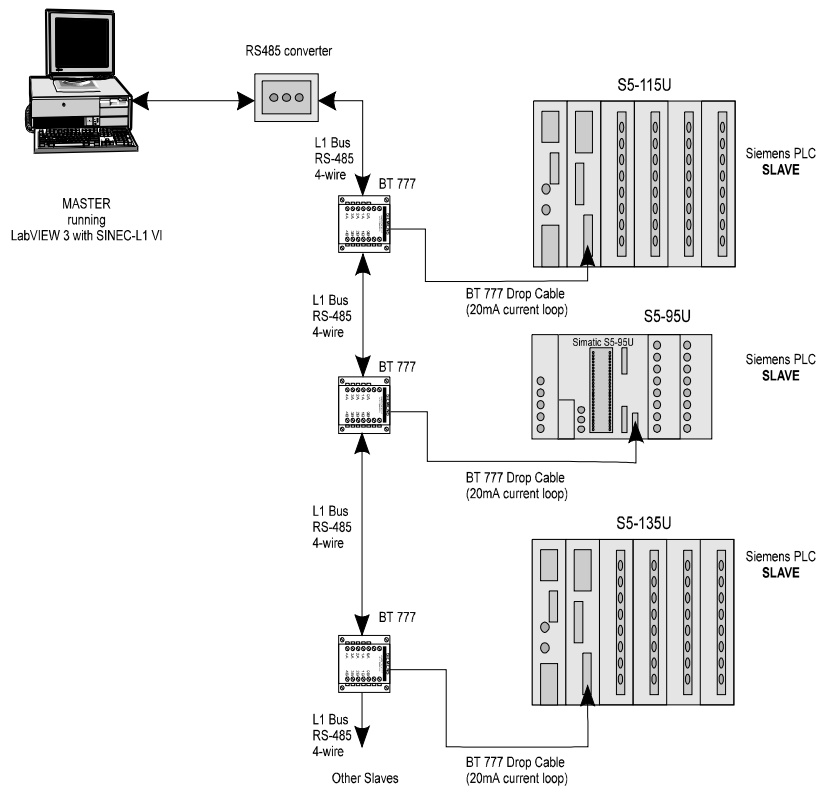 RS485 converter
MASTER
running
LabVIEW 3 with SINEC-L1 VI
L1 Bus
RS-485
4-wire
BT 777
S5-115U
Siemens PLC
SLAVE
BT 777 Drop Cable
(20mA current loop)
L1 Bus
RS-485
4-wire
BT 777
S5-95U
Simatic S5-95U
Siemens PLC
SLAVE
BT 777 Drop Cable
(20mA current loop)
L1 Bus
RS-485
4-wire
BT 777
S5-135U
Siemens PLC
SLAVE
BT 777 Drop Cable
(20mA current loop)
L1 Bus
RS-485
4-wire
Other Slaves